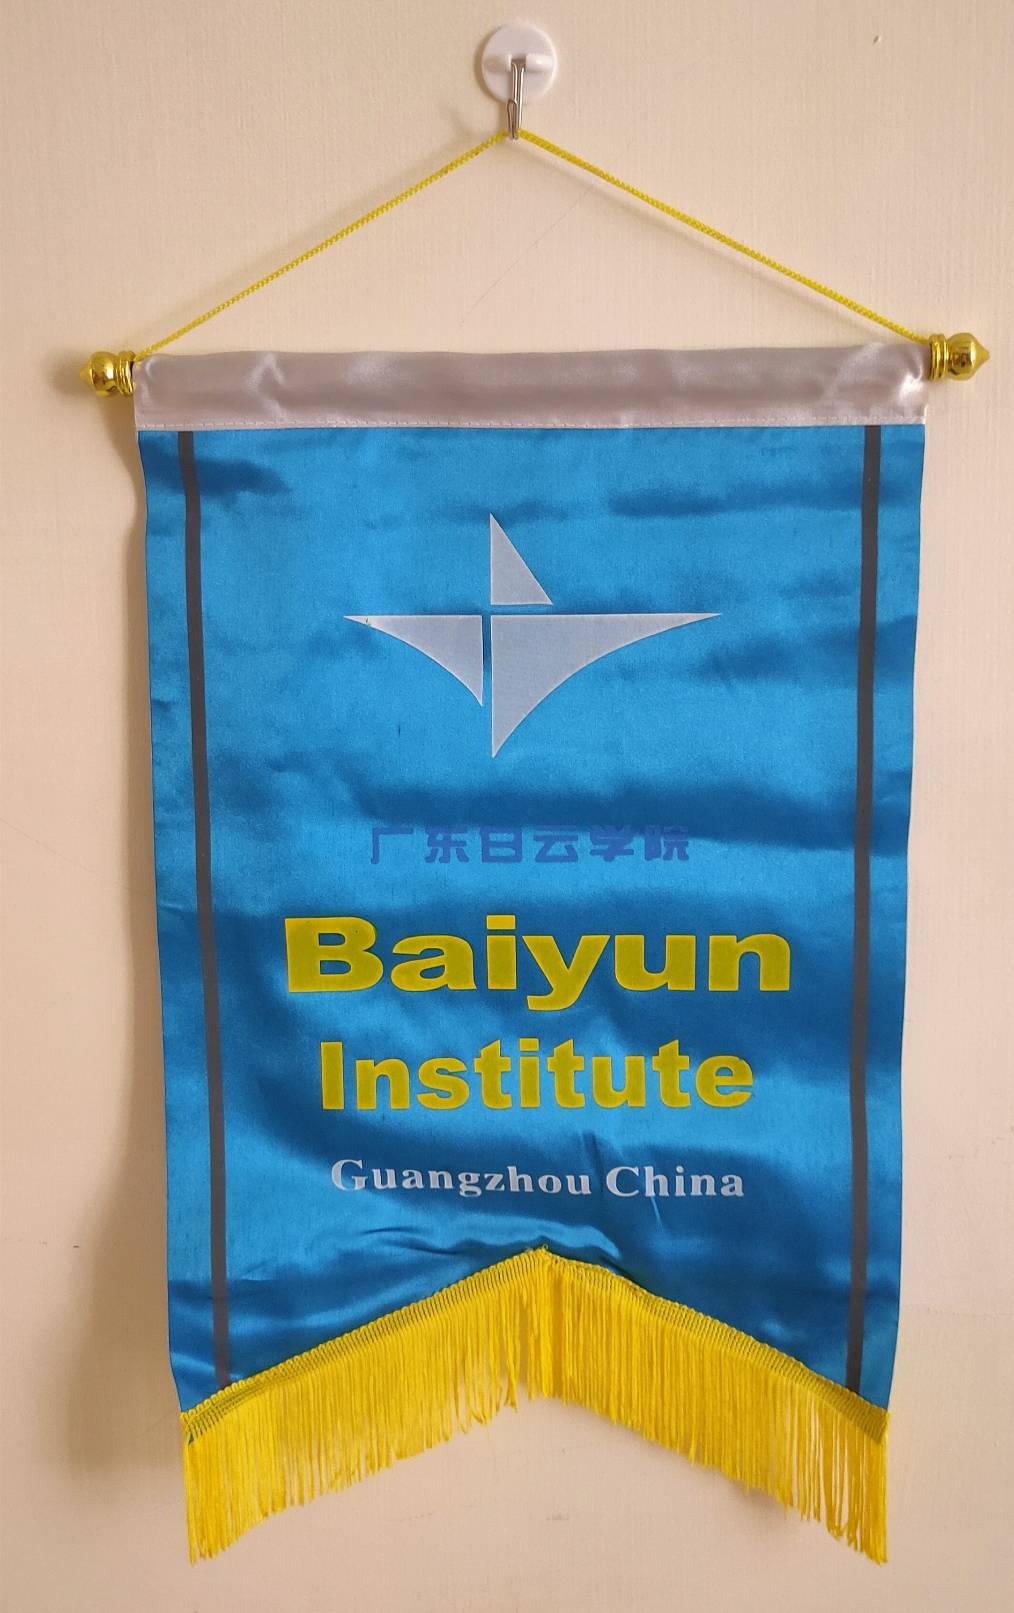 广东白云学院
Baiyun
Institute
Guangzhou China